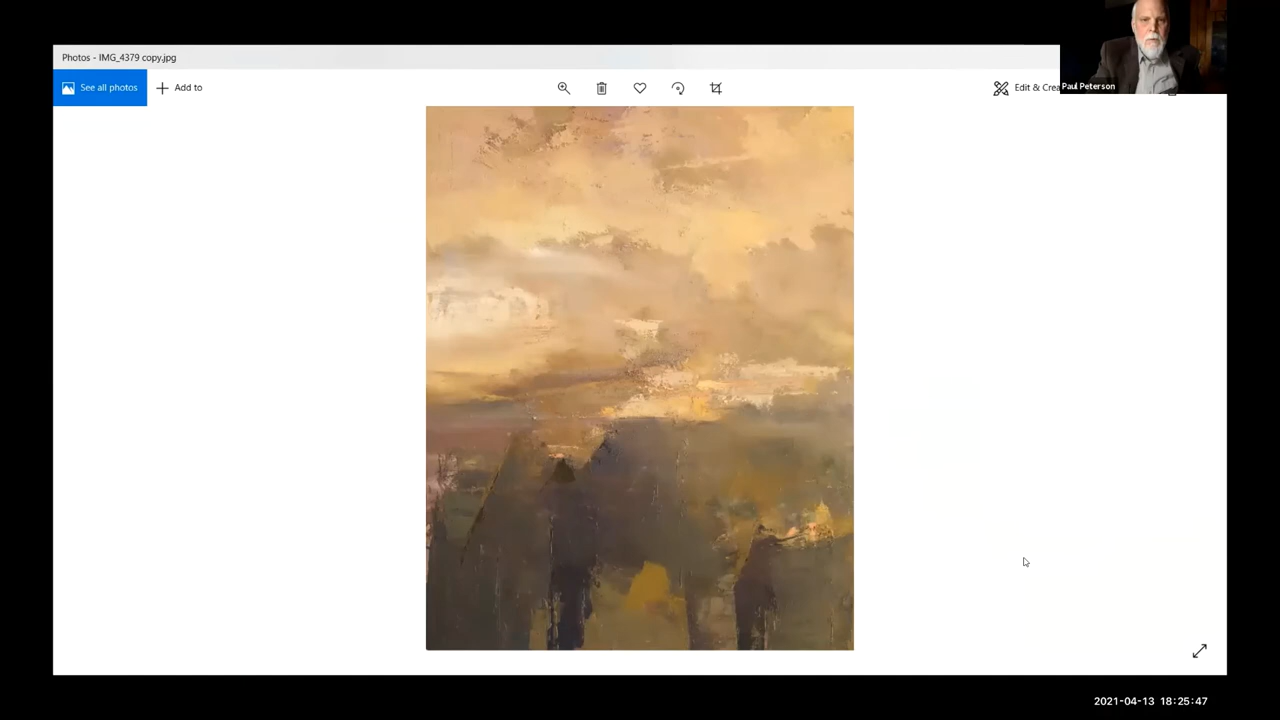 Photos - IMG_4379 copy.jpg
See all photos
Add to
Edit & Crea
Paul Peterson
2021-04-13 18:25:47